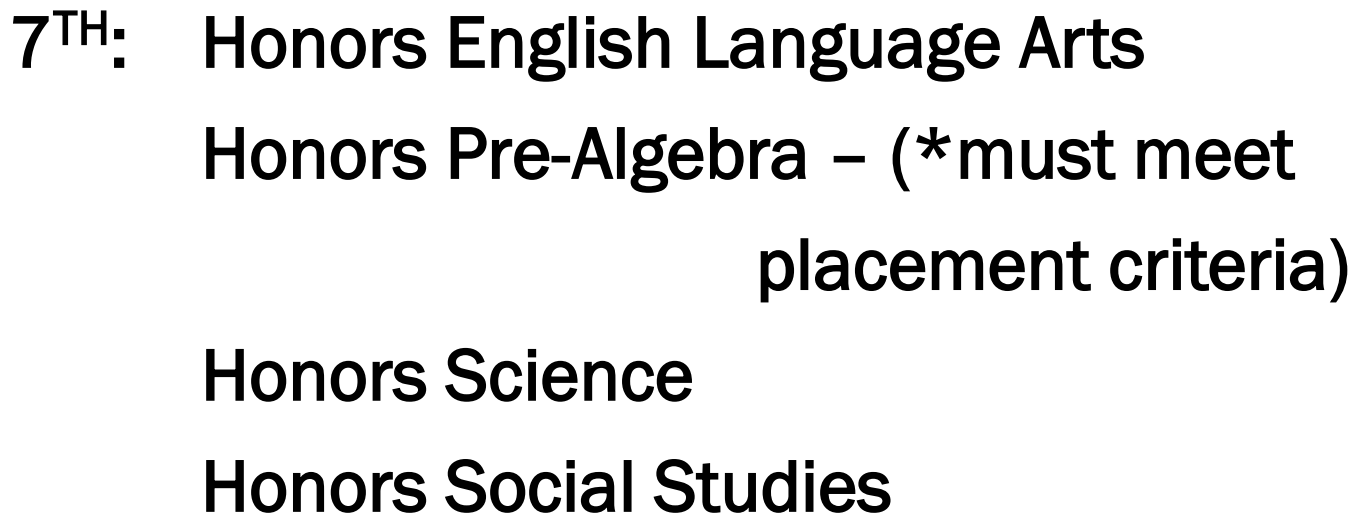 7TH: Honors English Language Arts
Honors Pre-Algebra – (*must meet
placement criteria)
Honors Science
Honors Social Studies